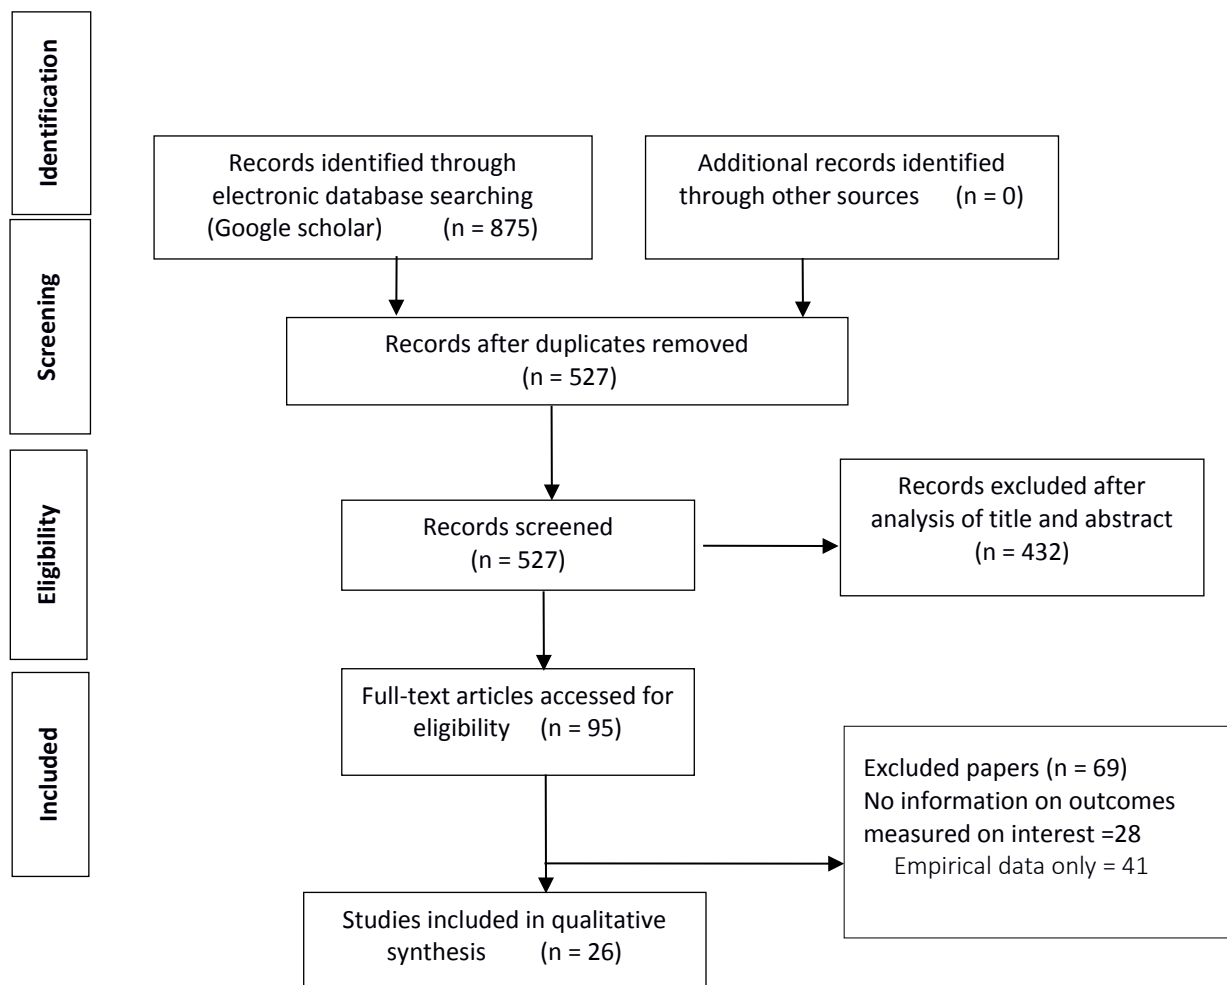 Identification
Records identified through
electronic database searching
(Google scholar) (n = 875)
Additional records identified
through other sources (n = 0)
Screening
Records after duplicates removed
(n = 527)
Eligibility
Records screened
(n = 527)
Records excluded after
analysis of title and abstract
(n = 432)
Full-text articles accessed for
eligibility (n = 95)
Included
Excluded papers (n = 69)
No information on outcomes
measured on interest =28
Empirical data only = 41
Studies included in qualitative
synthesis (n = 26)